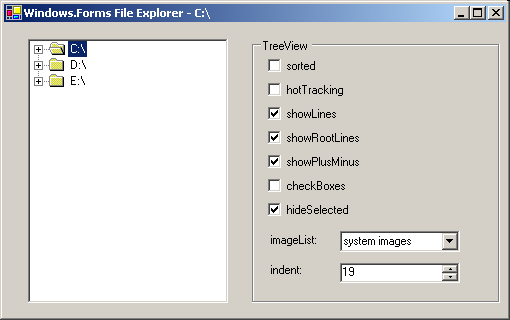 Windows.Forms File Explorer - C:\
C:\
D:\
E:\
TreeView
sorted
hotTracking
showLines
showRootLines
showPlusMinus
checkBoxes
hideSelected
imageList: system images
indent: 19